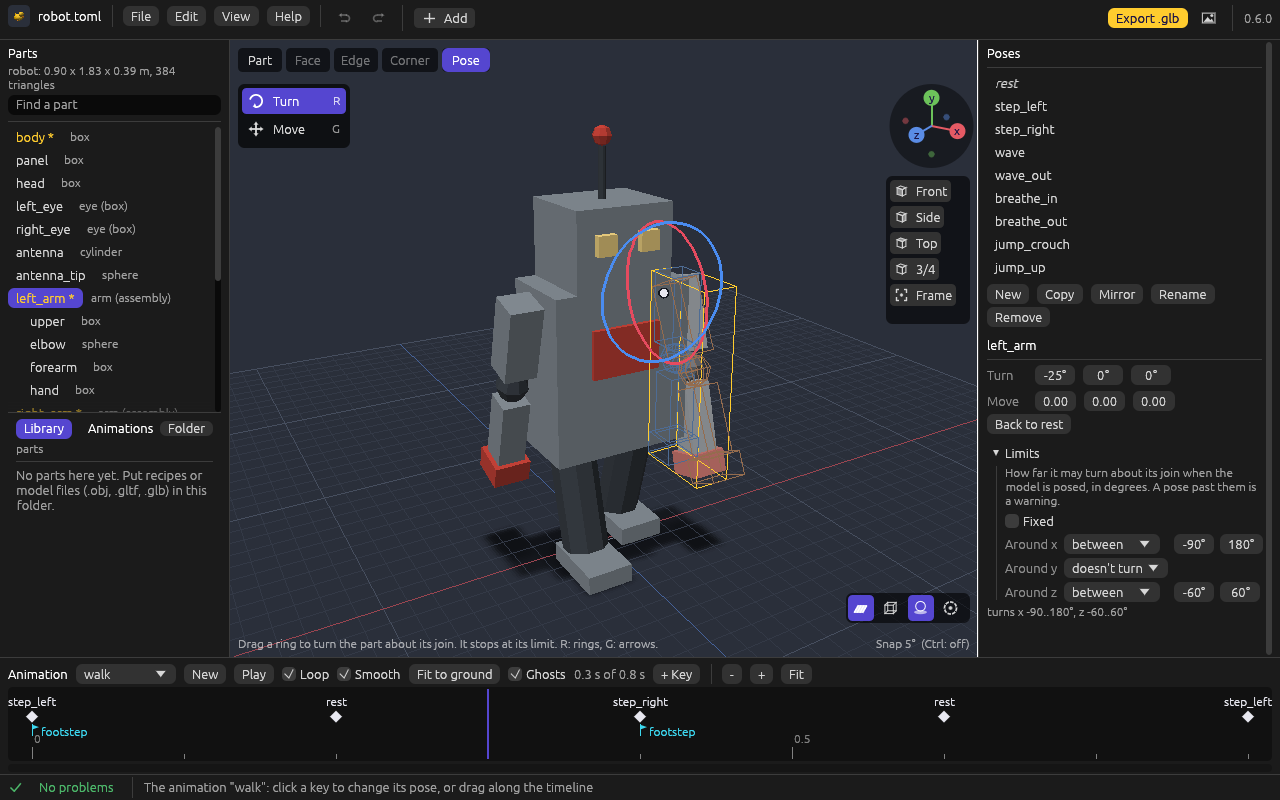 robot.toml File Edit View Help + Add Export .glb 0.6.0
Parts
robot: 0.90 x 1.83 x 0.39 m, 384
triangles
Find a part
body * box
panel box
head box
left_eye eye (box)
right_eye eye (box)
antenna cylinder
antenna_tip sphere
left_arm * arm (assembly)
upper box
elbow sphere
forearm box
hand box
right_arm * arm (assembly)
Library Animations Folder
parts
No parts here yet. Put recipes or
model files (.obj, .gltf, .glb) in this
folder.
Part Face Edge Corner Pose
Turn R
Move G
y
x
z
Front
Side
Top
3/4
Frame
Drag a ring to turn the part about its join. It stops at its limit. R: rings, G: arrows.
Snap 5° (Ctrl: off)
Poses
rest
step_left
step_right
wave
wave_out
breathe_in
breathe_out
jump_crouch
jump_up
New Copy Mirror Rename
Remove
left_arm
Turn -25° 0° 0°
Move 0.00 0.00 0.00
Back to rest
▼ Limits
How far it may turn about its join when the
model is posed, in degrees. A pose past them is
a warning.
Fixed
Around x between -90° 180°
Around y doesn't turn
Around z between -60° 60°
turns x -90..180°, z -60..60°
Animation walk New Play Loop Smooth Fit to ground Ghosts 0.3 s of 0.8 s + Key - + Fit
step_left rest step_right rest step_left
footstep footstep
0 0.5
No problems The animation "walk": click a key to change its pose, or drag along the timeline